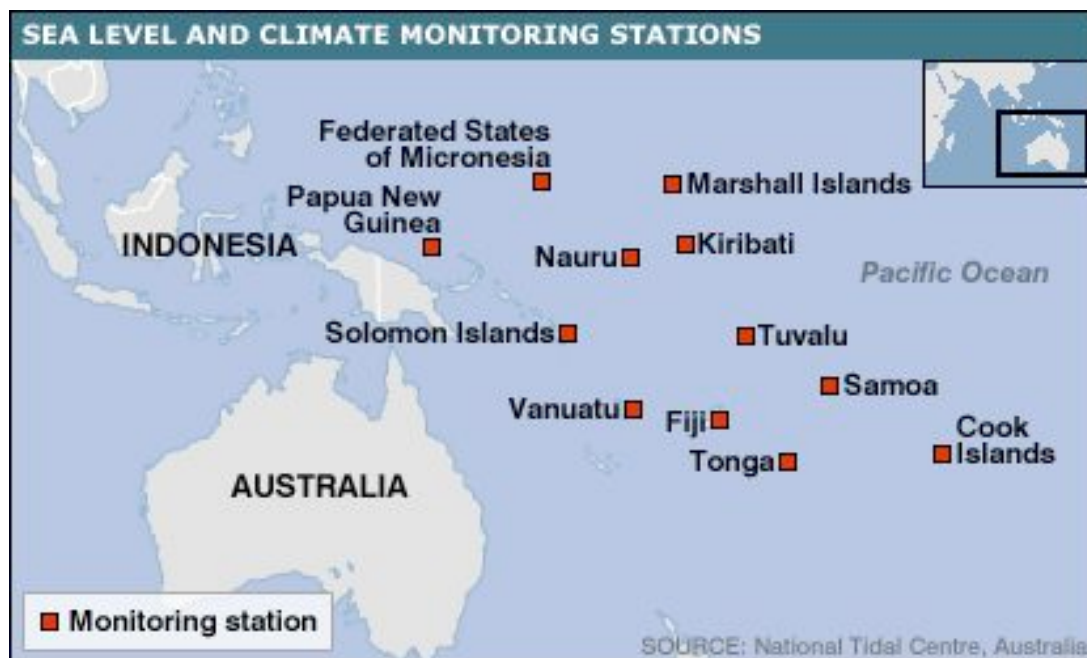 SEA LEVEL AND CLIMATE MONITORING STATIONS
Federated States
of Micronesia
Marshall Islands
Papua New
Guinea
INDONESIA
Nauru
Kiribati
Pacific Ocean
Solomon Islands
Tuvalu
Samoa
Vanuatu
Fiji
Cook
Islands
Tonga
AUSTRALIA
Monitoring station
SOURCE: National Tidal Centre, Australia